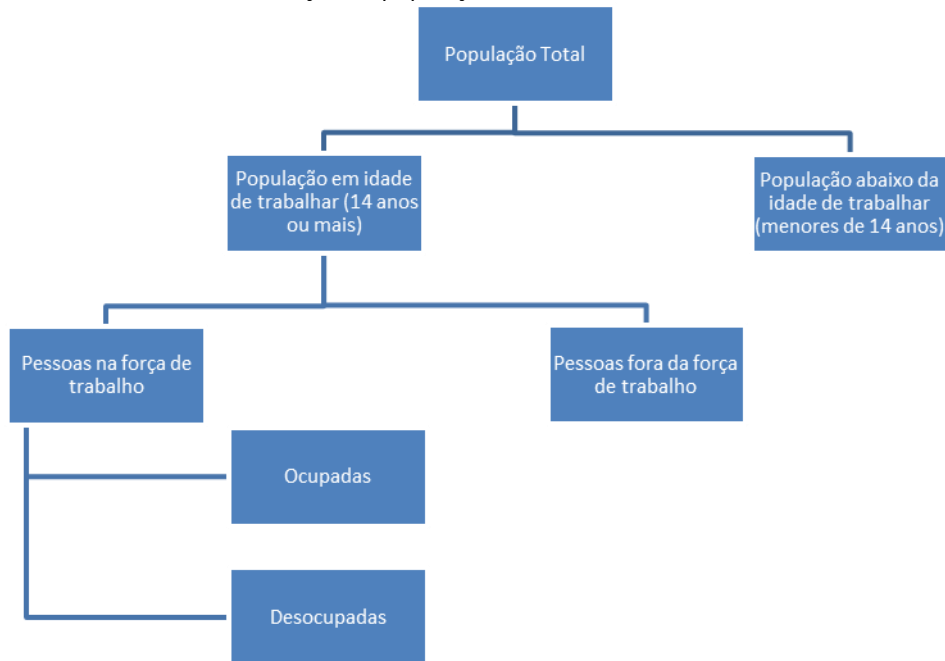 População Total
População em idade
de trabalhar (14 anos
ou mais)
População abaixo da
idade de trabalhar
(menores de 14 anos)
Pessoas na força de
trabalho
Pessoas fora da força
de trabalho
Ocupadas
Desocupadas